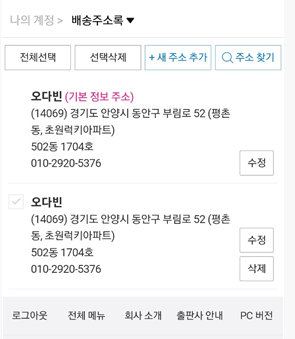 나의 계정 > 배송주소록 ▼
전체선택 선택삭제 + 새 주소 추가 주소 찾기
오다빈 (기본 정보 주소)
(14069) 경기도 안양시 동안구 부림로 52 (평촌
동, 초원럭키아파트)
502동 1704호
010-2920-5376
수정
오다빈
(14069) 경기도 안양시 동안구 부림로 52 (평촌
동, 초원럭키아파트)
502동 1704호
010-2920-5376
수정
삭제
로그아웃 전체 메뉴 회사 소개 출판사 안내 PC 버전